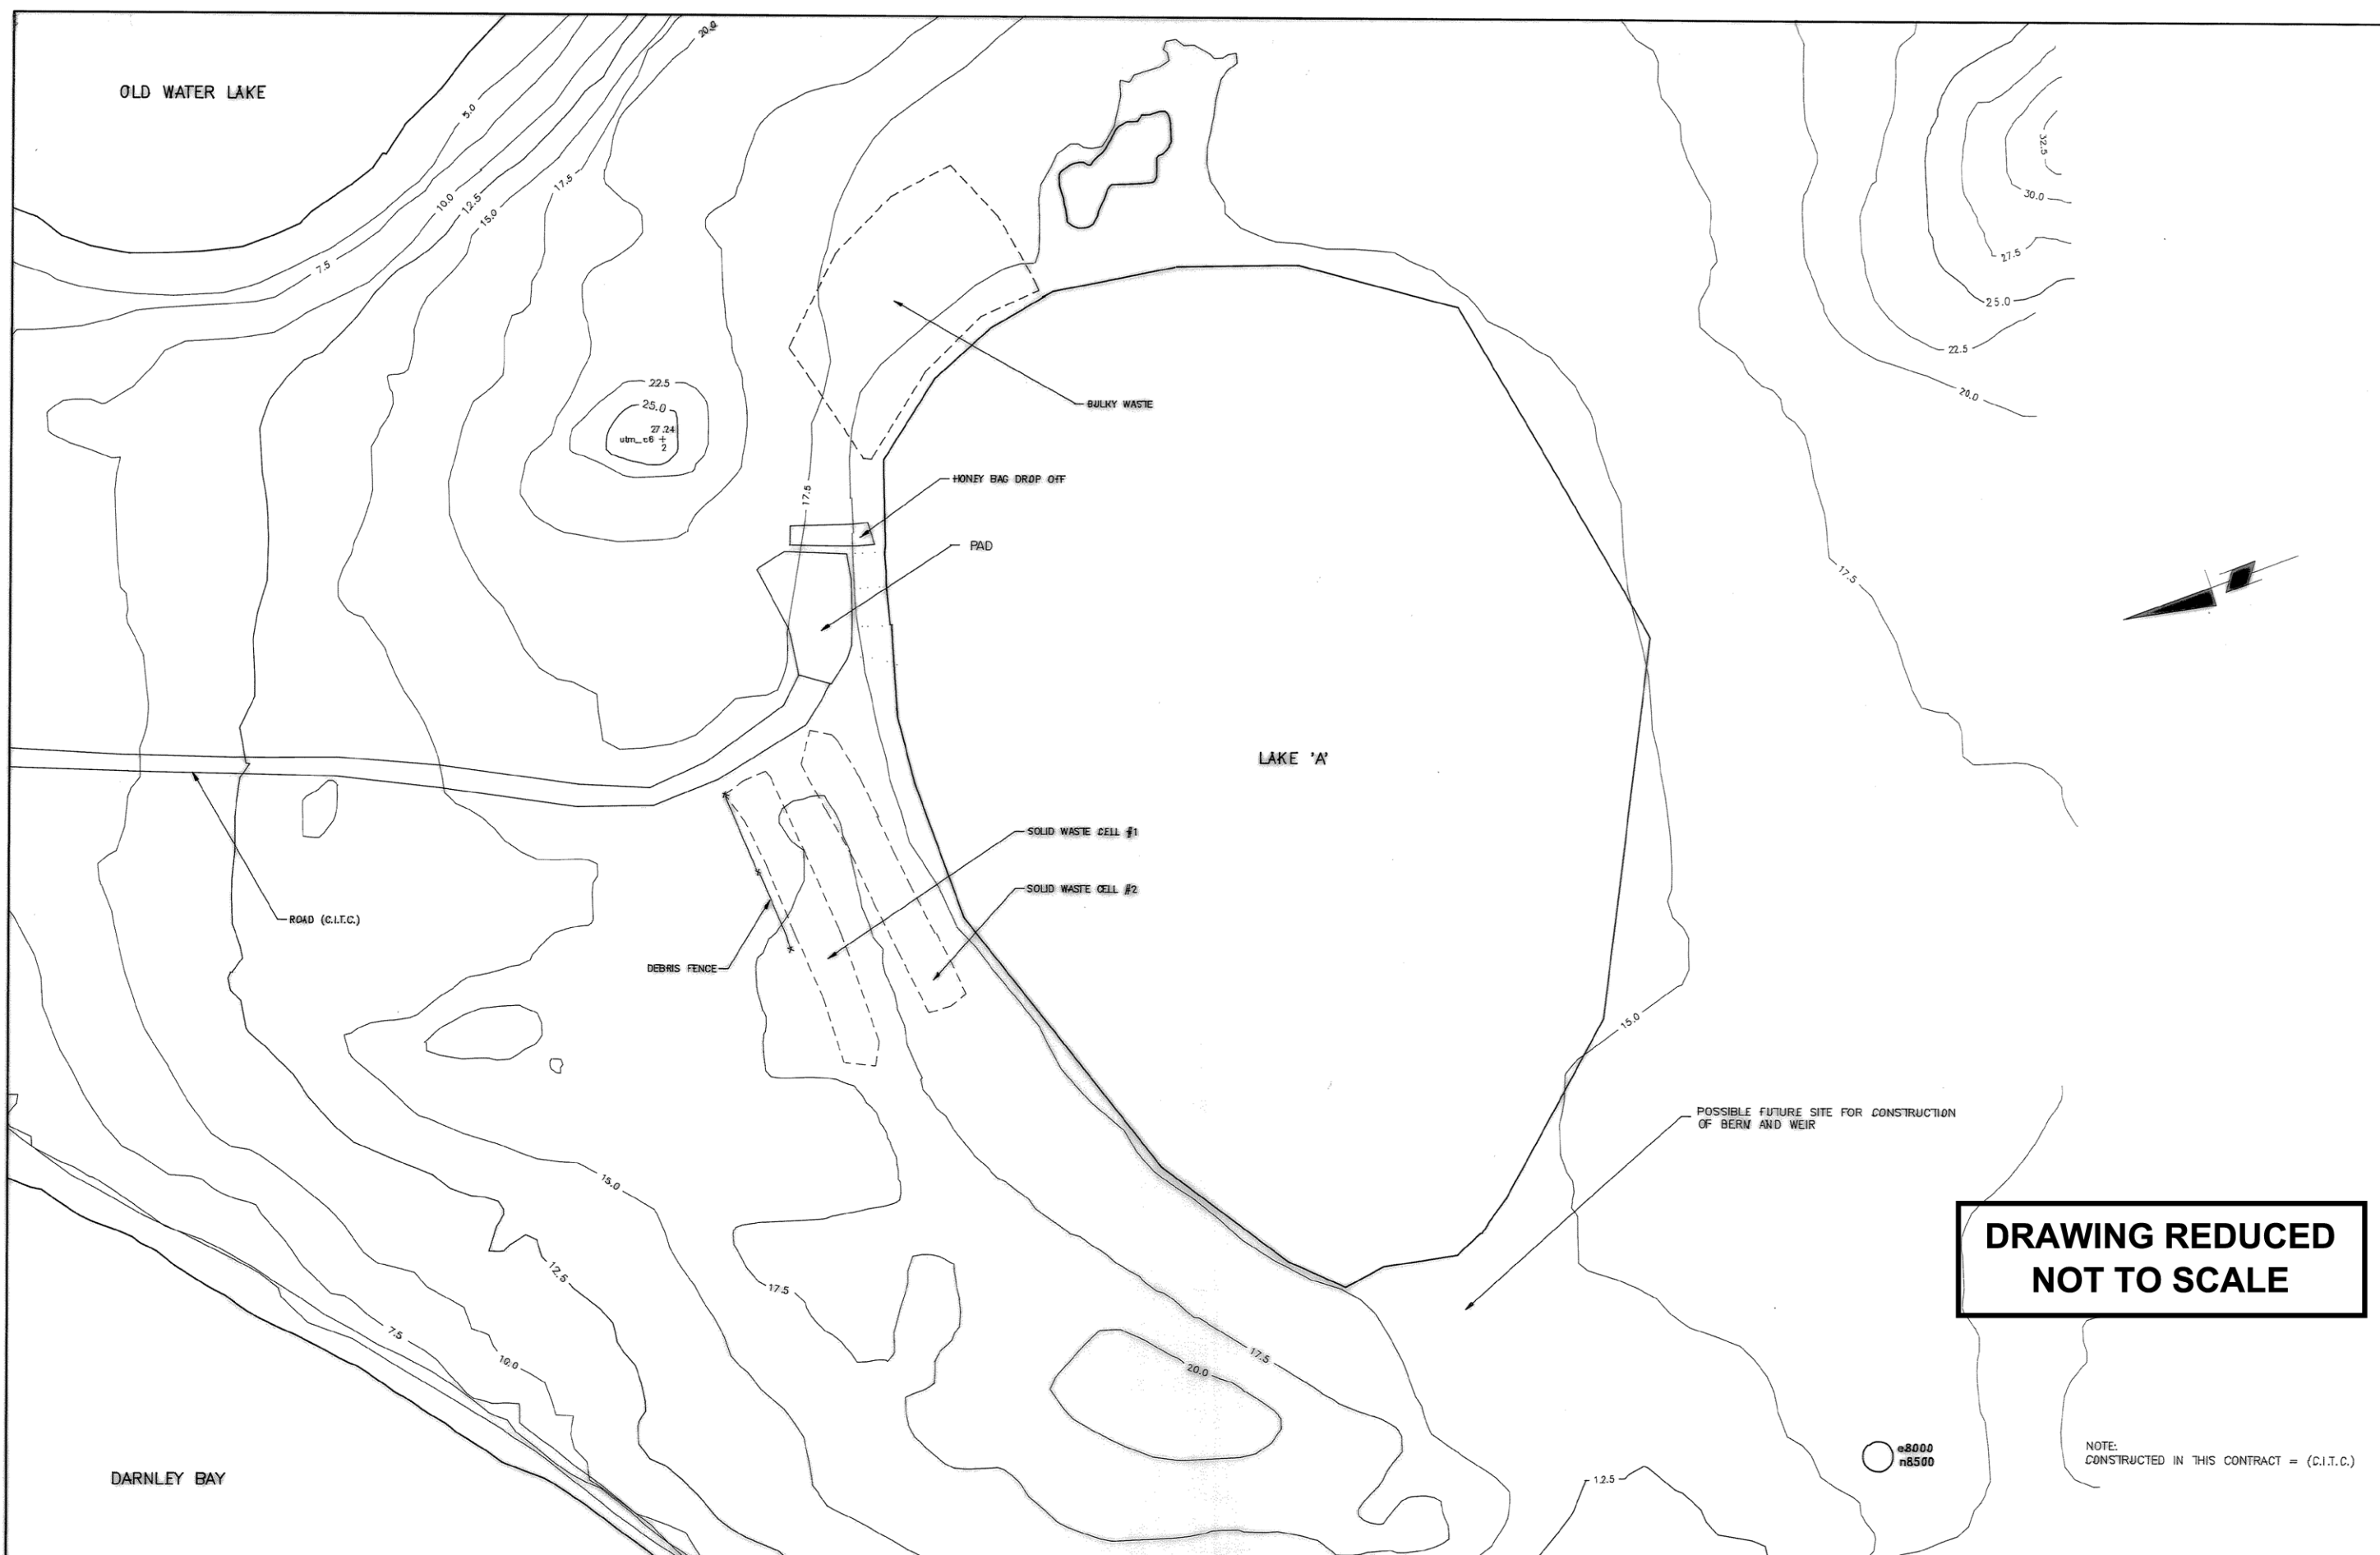 OLD WATER LAKE
20.0
5.0
10.0
12.5
15.0
17.5
7.5
32.5
30.0
27.5
25.0
22.5
20.0
22.5
25.0
27.24
utm_c6 +
2
BULKY WASTE
17.5
HONEY BAG DROP OFF
PAD
17.5
LAKE 'A'
SOLID WASTE CELL #1
SOLID WASTE CELL #2
ROAD (C.I.T.C.)
DEBRIS FENCE
15.0
POSSIBLE FUTURE SITE FOR CONSTRUCTION
OF BERM AND WEIR
15.0
DRAWING REDUCED
NOT TO SCALE
12.5
17.5
7.5
10.0
17.5
20.0
DARNLEY BAY
12.5
e8000
n8500
NOTE:
CONSTRUCTED IN THIS CONTRACT = (C.I.T.C.)